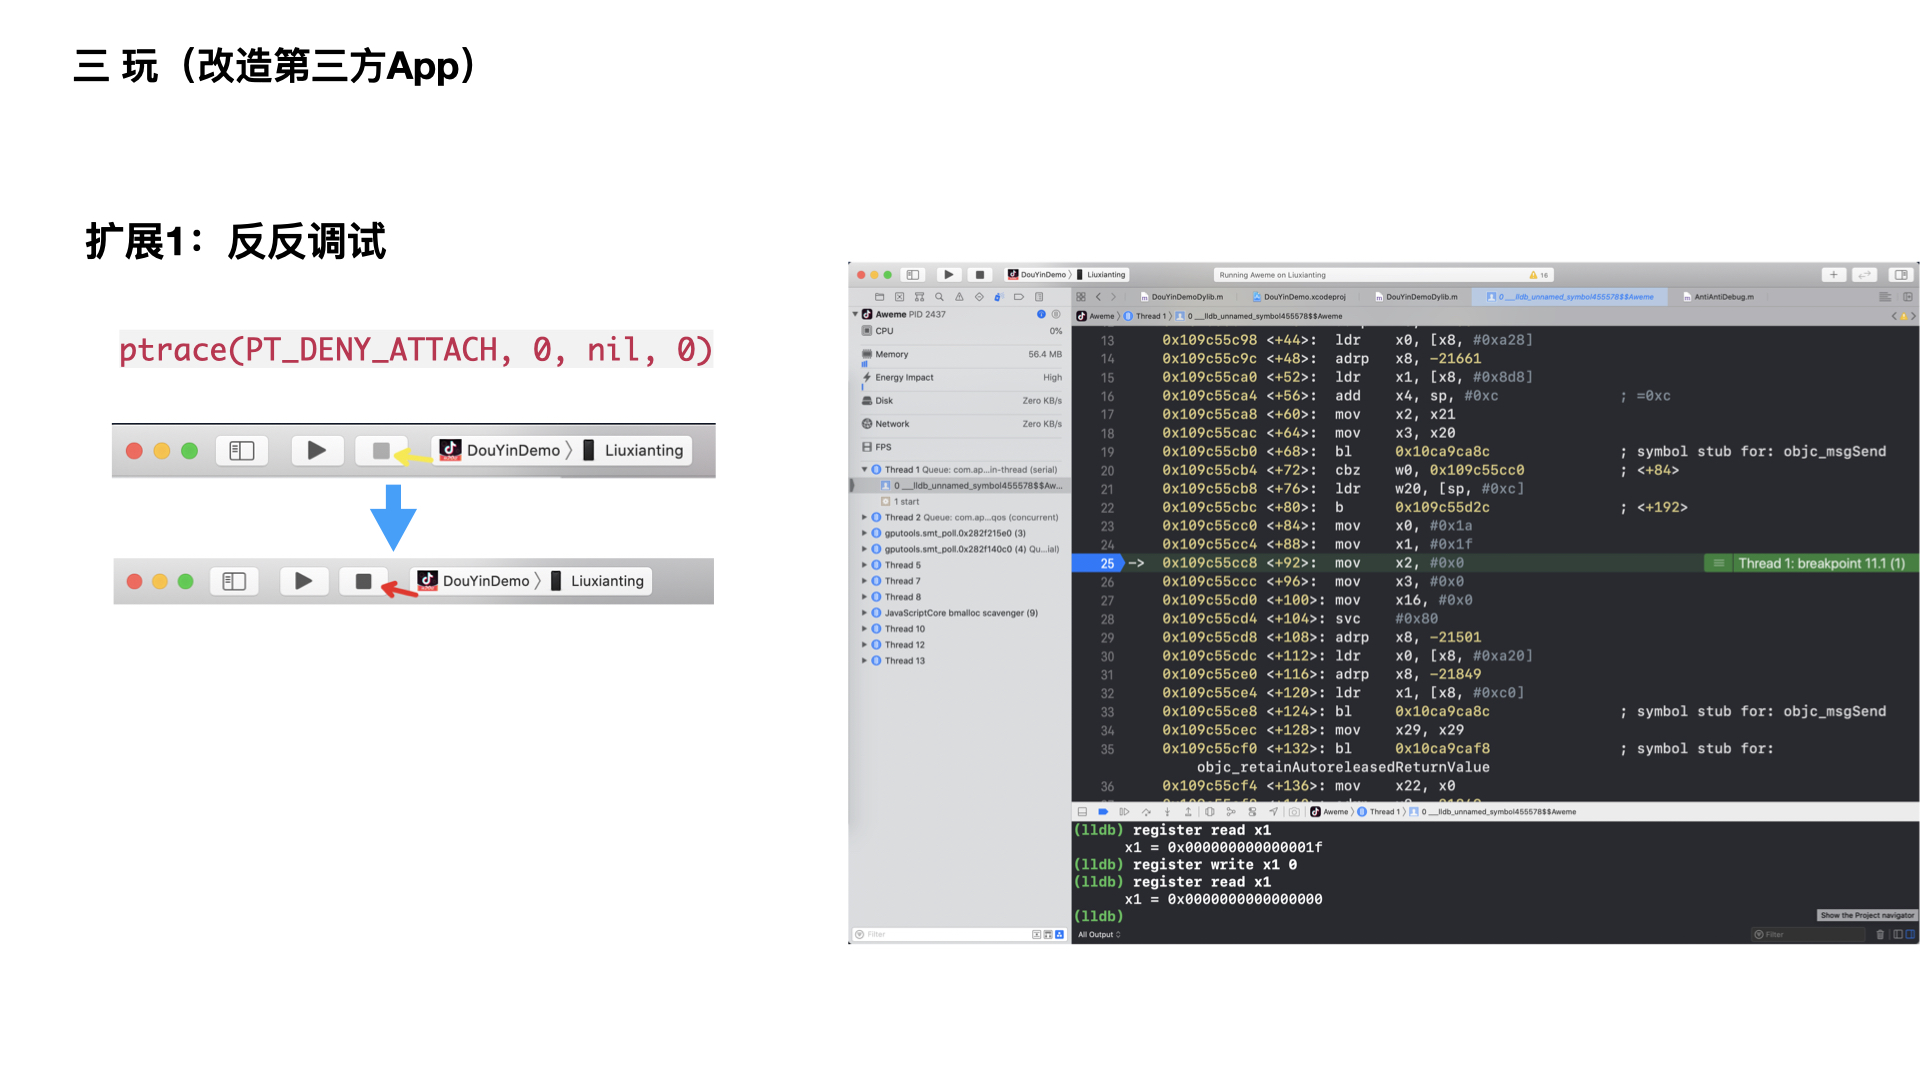 三 玩（改造第三方App）
扩展1：反反调试
ptrace(PT_DENY_ATTACH, 0, nil, 0)
DouYinDemo 〉 Liuxianting
DouYinDemo 〉 Liuxianting
DouYinDemo 〉 Liuxianting
Running Aweme on Liuxianting
16
DouYinDemoDylib.m
DouYinDemo.xcodeproj
DouYinDemoDylib.m
0 ___lldb_unnamed_symbol455578$$Aweme
AntiAntiDebug.m
Aweme PID 2437
CPU 0%
Memory 56.4 MB
Energy Impact High
Disk Zero KB/s
Network Zero KB/s
FPS
Thread 1 Queue: com.ap...in-thread (serial)
0 ___lldb_unnamed_symbol455578$$Aw...
1 start
Thread 2 Queue: com.ap...qos (concurrent)
gputools.smt_poll.0x282f215e0 (3)
gputools.smt_poll.0x282f140c0 (4) Qu...ial)
Thread 5
Thread 7
Thread 8
JavaScriptCore bmalloc scavenger (9)
Thread 10
Thread 12
Thread 13
Filter
Aweme 〉 Thread 1 〉 0 ___lldb_unnamed_symbol455578$$Aweme
13 0x109c55c98 <+44>: ldr x0, [x8, #0xa28]
14 0x109c55c9c <+48>: adrp x8, -21661
15 0x109c55ca0 <+52>: ldr x1, [x8, #0x8d8]
16 0x109c55ca4 <+56>: add x4, sp, #0xc ; =0xc
17 0x109c55ca8 <+60>: mov x2, x21
18 0x109c55cac <+64>: mov x3, x20
19 0x109c55cb0 <+68>: bl 0x10ca9ca8c ; symbol stub for: objc_msgSend
20 0x109c55cb4 <+72>: cbz w0, 0x109c55cc0 ; <+84>
21 0x109c55cb8 <+76>: ldr w20, [sp, #0xc]
22 0x109c55cbc <+80>: b 0x109c55d2c ; <+192>
23 0x109c55cc0 <+84>: mov x0, #0x1a
24 0x109c55cc4 <+88>: mov x1, #0x1f
25 -> 0x109c55cc8 <+92>: mov x2, #0x0 Thread 1: breakpoint 11.1 (1)
26 0x109c55ccc <+96>: mov x3, #0x0
27 0x109c55cd0 <+100>: mov x16, #0x0
28 0x109c55cd4 <+104>: svc #0x80
29 0x109c55cd8 <+108>: adrp x8, -21501
30 0x109c55cdc <+112>: ldr x0, [x8, #0xa20]
31 0x109c55ce0 <+116>: adrp x8, -21849
32 0x109c55ce4 <+120>: ldr x1, [x8, #0xc0]
33 0x109c55ce8 <+124>: bl 0x10ca9ca8c ; symbol stub for: objc_msgSend
34 0x109c55cec <+128>: mov x29, x29
35 0x109c55cf0 <+132>: bl 0x10ca9caf8 ; symbol stub for:
objc_retainAutoreleasedReturnValue
36 0x109c55cf4 <+136>: mov x22, x0
Aweme 〉 Thread 1 〉 0 ___lldb_unnamed_symbol455578$$Aweme
(lldb) register read x1
x1 = 0x000000000000001f
(lldb) register write x1 0
(lldb) register read x1
x1 = 0x0000000000000000
(lldb)
Show the Project navigator
All Output
Filter